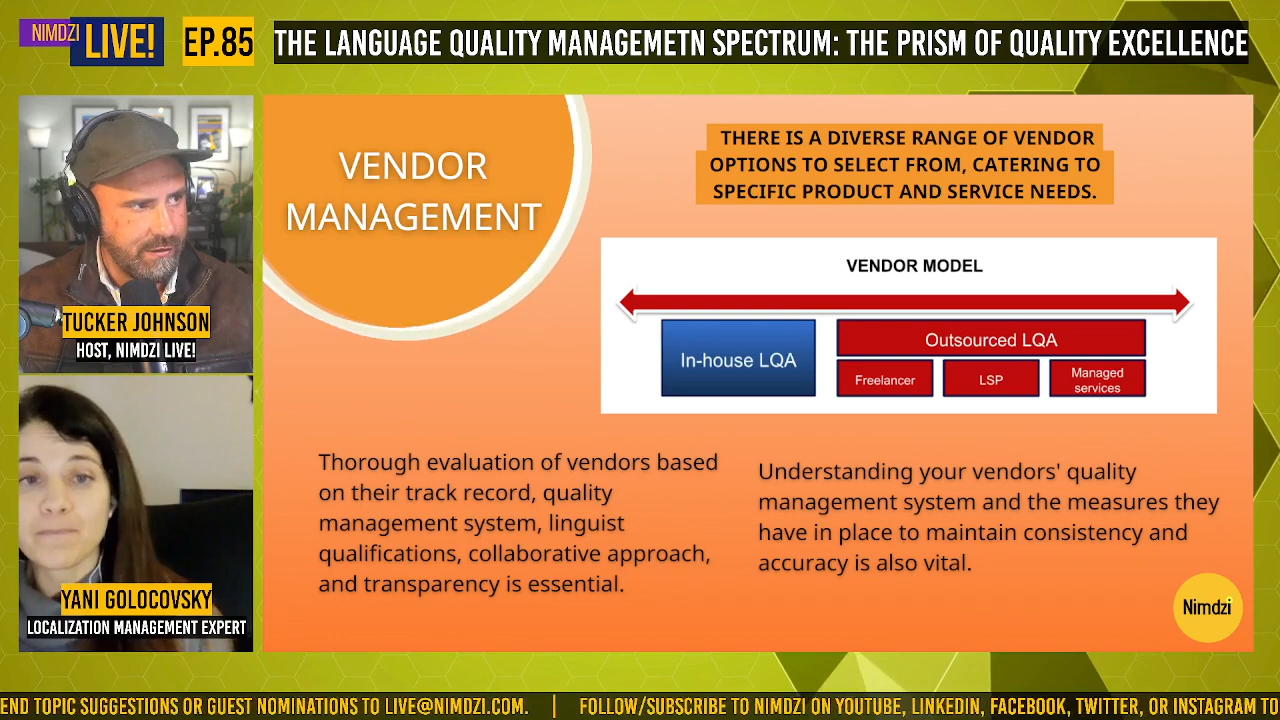 NIMDZI LIVE!
EP.85
THE LANGUAGE QUALITY MANAGEMETN SPECTRUM: THE PRISM OF QUALITY EXCELLENCE
TUCKER JOHNSON
HOST, NIMDZI LIVE!
YANI GOLOCOVSKY
LOCALIZATION MANAGEMENT EXPERT
VENDOR
MANAGEMENT
THERE IS A DIVERSE RANGE OF VENDOR
OPTIONS TO SELECT FROM, CATERING TO
SPECIFIC PRODUCT AND SERVICE NEEDS.
VENDOR MODEL
In-house LQA
Outsourced LQA
Freelancer
LSP
Managed
services
Thorough evaluation of vendors based
on their track record, quality
management system, linguist
qualifications, collaborative approach,
and transparency is essential.
Understanding your vendors' quality
management system and the measures they
have in place to maintain consistency and
accuracy is also vital.
Nimdzi
END TOPIC SUGGESTIONS OR GUEST NOMINATIONS TO LIVE@NIMDZI.COM. | FOLLOW/SUBSCRIBE TO NIMDZI ON YOUTUBE, LINKEDIN, FACEBOOK, TWITTER, OR INSTAGRAM TO